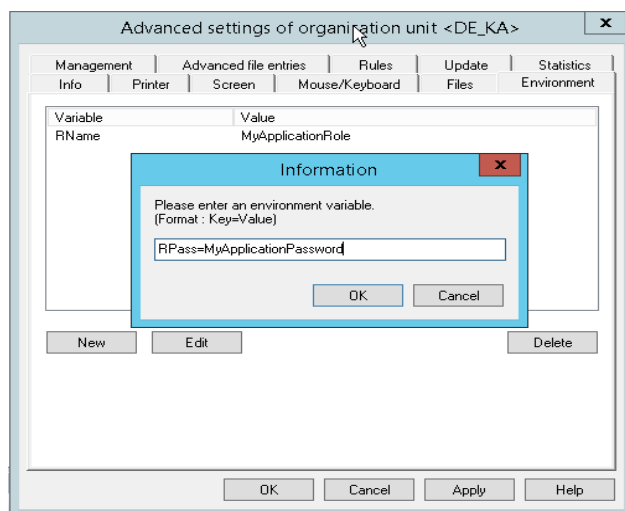 Advanced settings of organisation unit <DE_KA>
x
Management Advanced file entries Rules Update Statistics
Info Printer Screen Mouse/Keyboard Files Environment
Variable Value
RName MyApplicationRole
Information
x
Please enter an environment variable.
(Format : Key=Value)
RPass=MyApplicationPassword
OK Cancel
New Edit Delete
OK Cancel Apply Help